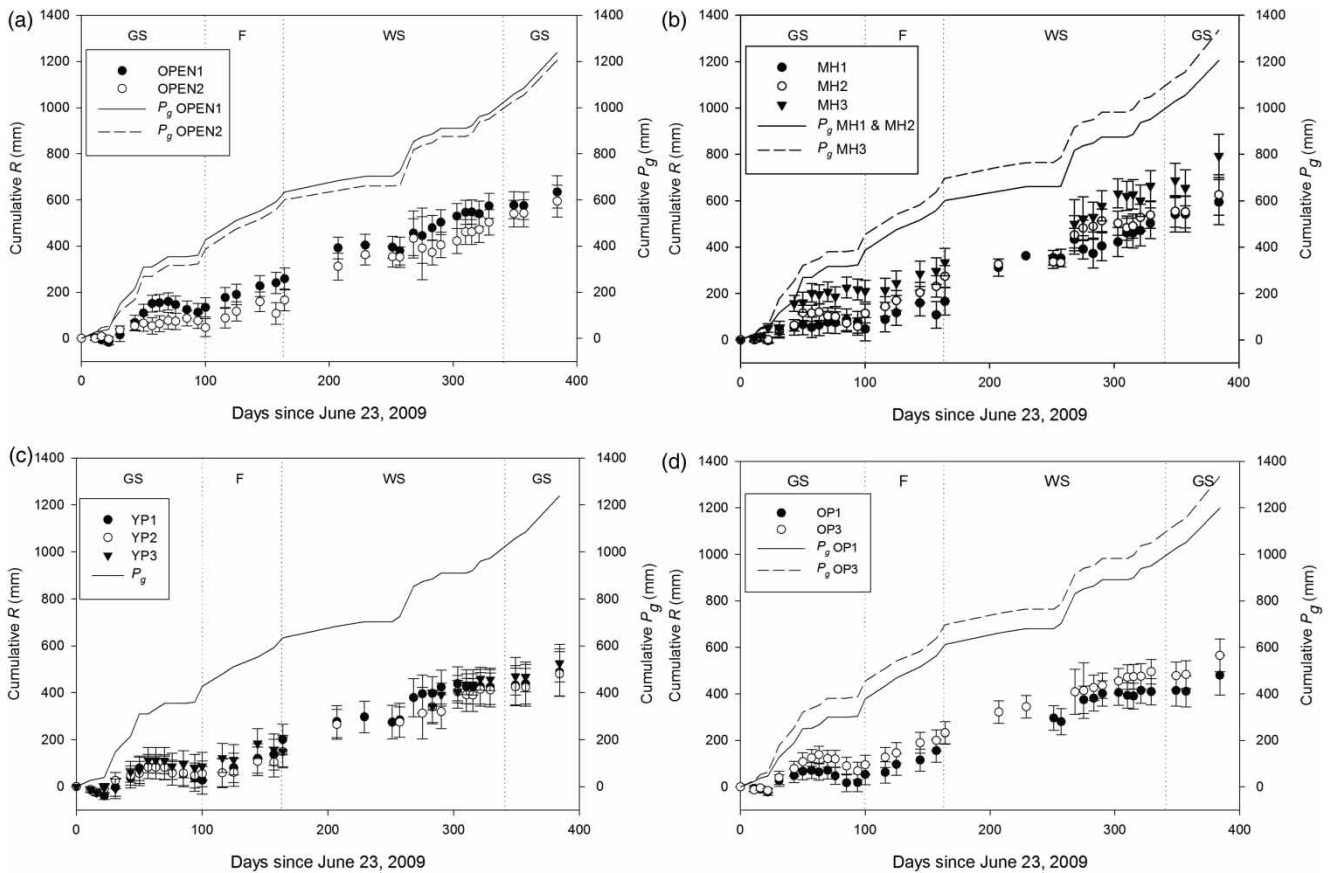 (a)
1400
1200
1000
800
600
400
200
0
Cumulative R (mm)
GS F WS GS
OPEN1
OPEN2
Pg OPEN1
Pg OPEN2
1400
1200
1000
800
600
400
200
0
Cumulative Pg (mm)
0 100 200 300 400
Days since June 23, 2009
(b)
1400
1200
1000
800
600
400
200
0
Cumulative R (mm)
GS F WS GS
MH1
MH2
MH3
Pg MH1 & MH2
Pg MH3
1400
1200
1000
800
600
400
200
0
Cumulative Pg (mm)
0 100 200 300 400
Days since June 23, 2009
(c)
1400
1200
1000
800
600
400
200
0
Cumulative R (mm)
GS F WS GS
YP1
YP2
YP3
Pg
1400
1200
1000
800
600
400
200
0
Cumulative Pg (mm)
0 100 200 300 400
Days since June 23, 2009
(d)
1400
1200
1000
800
600
400
200
0
Cumulative R (mm)
GS F WS GS
OP1
OP3
Pg OP1
Pg OP3
1400
1200
1000
800
600
400
200
0
Cumulative Pg (mm)
0 100 200 300 400
Days since June 23, 2009